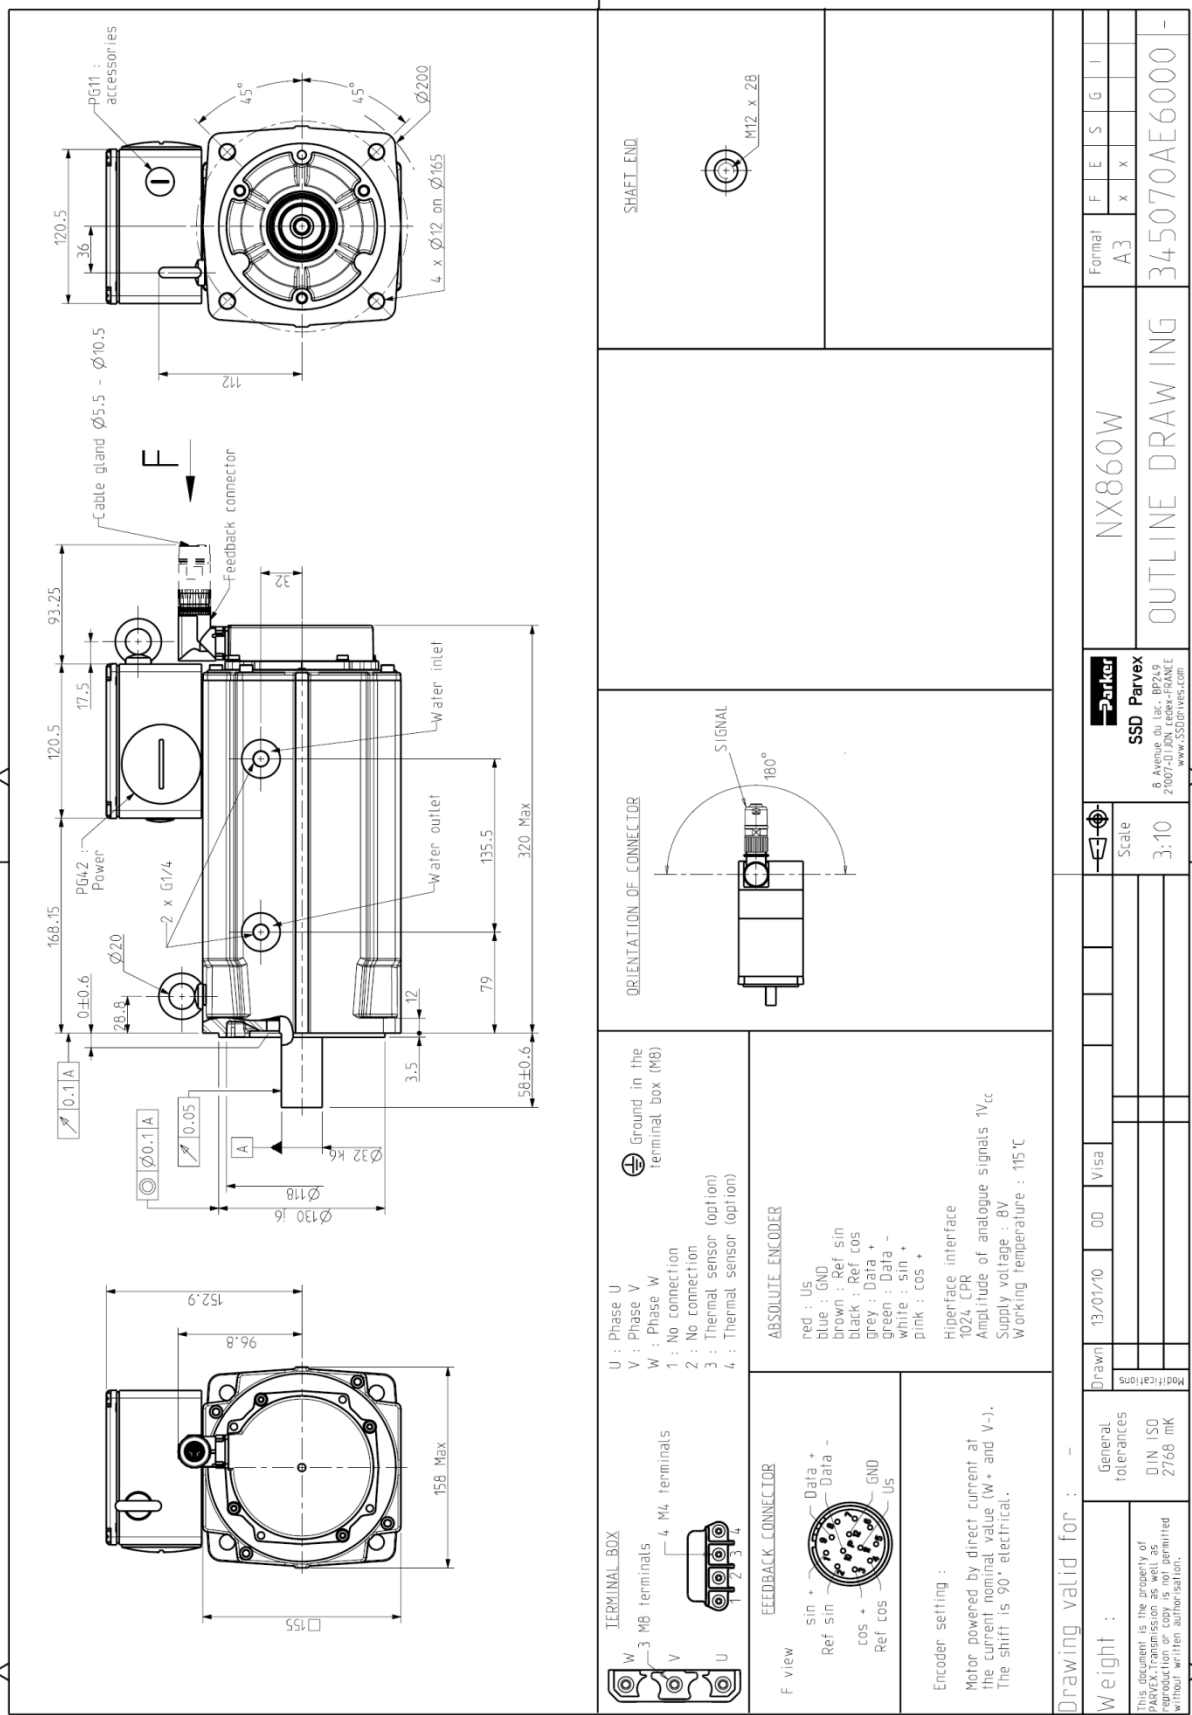 152.9
96.8
158 Max
□155
0.1 A
Ø0.1 A
0.05
A
Ø32 k6
Ø118
Ø130 j6
0±0.6
28.8
168.15
120.5
17.5
93.25
Ø20
PG42 :
Power
2 x G1/4
Cable gland Ø5.5 - Ø10.5
F
Feedback connector
32
Water inlet
Water outlet
12
3.5
79
135.5
58±0.6
320 Max
120.5
36
112
PG11 :
accessories
45°
45°
Ø200
4 x Ø12 on Ø165
TERMINAL BOX
W
V
U
3 M8 terminals
4 M4 terminals
1 2 3 4
U : Phase U
V : Phase V
W : Phase W
1 : No connection
2 : No connection
3 : Thermal sensor (option)
4 : Thermal sensor (option)
Ground in the
terminal box (M8)
FEEDBACK CONNECTOR
F view
sin +
Ref sin
cos +
Ref cos
Data +
Data -
GND
Us
Encoder setting :
Motor powered by direct current at
the current nominal value (W+ and V-).
The shift is 90° electrical.
ABSOLUTE ENCODER
red : Us
blue : GND
brown : Ref sin
black : Ref cos
grey : Data +
green : Data -
white : sin +
pink : cos +
Hiperface interface
1024 CPR
Amplitude of analogue signals 1Vcc
Supply voltage : 8V
Working temperature : 115°C
ORIENTATION OF CONNECTOR
SIGNAL
180°
SHAFT END
M12 x 28
Drawing valid for : -
Weight :
This document is the property of
PARVEX.Transmission as well as
reproduction or copy is not permitted
without written authorisation.
General
tolerances
DIN ISO
2768 mK
Drawn
13/01/10
OD
Visa
Modifications
Scale
3:10
Parker
SSD Parvex
8 Avenue du lac. BP249
21007-DIJON cedex-FRANCE
www.SSDdrives.com
NX860W
Format
A3
F E S G I
x x
OUTLINE DRAWING
345070AE6000 -